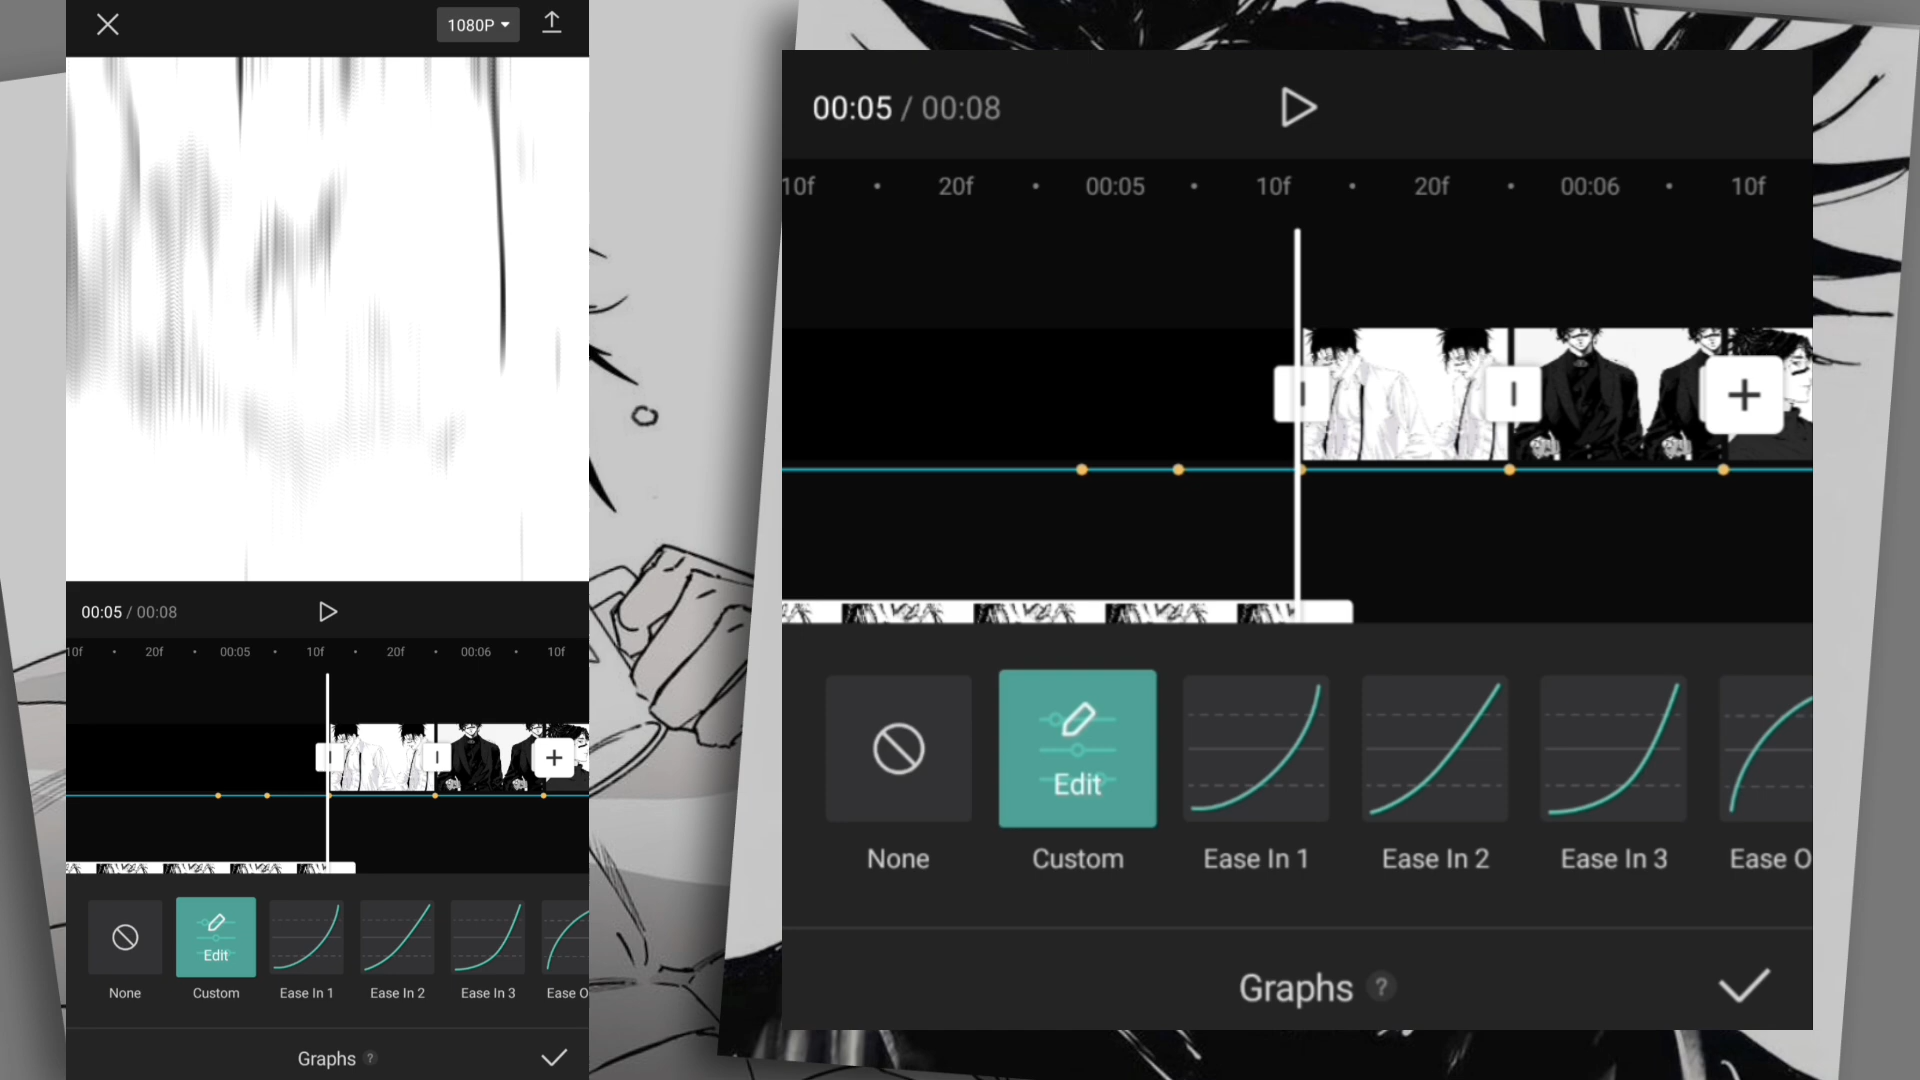 1080P
00:05 / 00:08
10f 20f 00:05 10f 20f 00:06 10f
Edit
None Custom Ease In 1 Ease In 2 Ease In 3 Ease O
Graphs ?
00:05 / 00:08
10f 20f 00:05 10f 20f 00:06 10f
Edit
None Custom Ease In 1 Ease In 2 Ease In 3 Ease O
Graphs ?